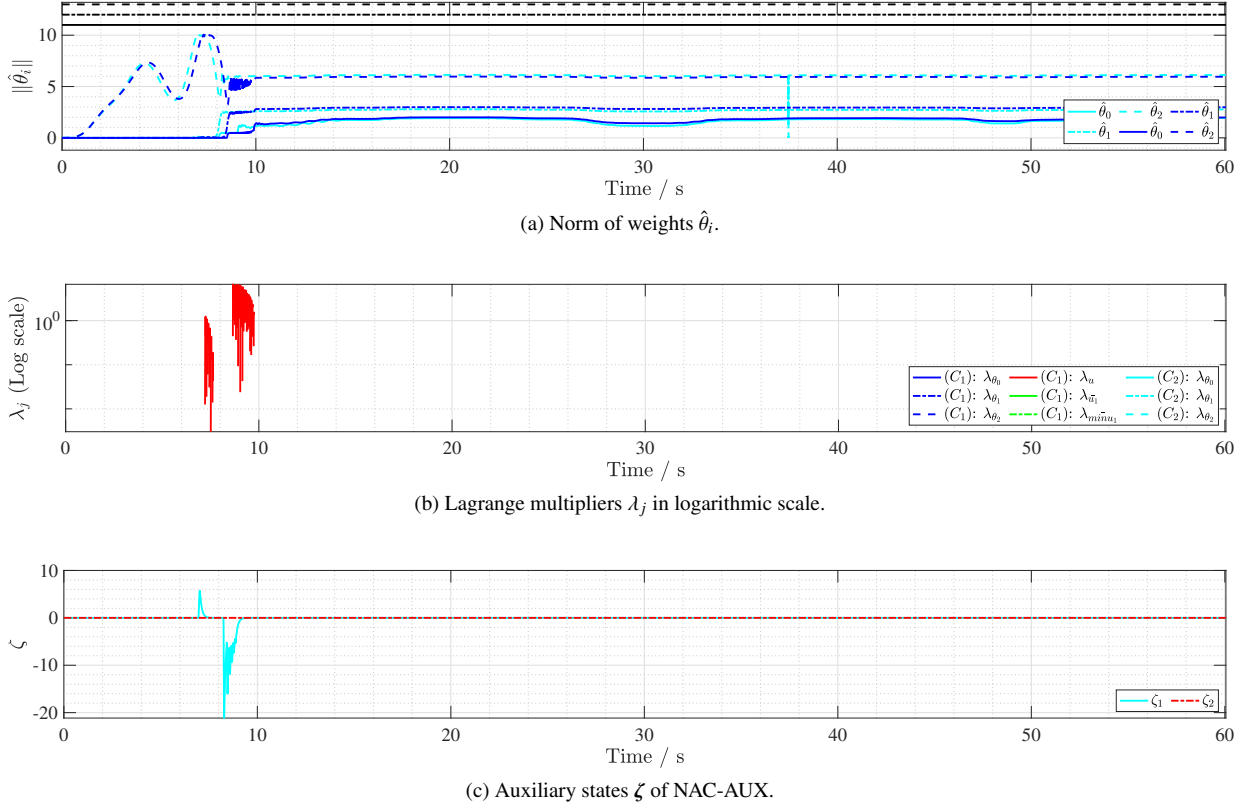 10
5
0
||θ̂ᵢ||
θ̂₀ θ̂₂ θ̂₁
θ̂₁ θ̂₀ θ̂₂
0 10 20 30 40 50 60
Time / s
(a) Norm of weights θ̂ᵢ.
10⁰
λⱼ (Log scale)
(C₁): λ_θ₀ (C₁): λᵤ (C₂): λ_θ₀
(C₁): λ_θ₁ (C₁): λ_ū₁ (C₂): λ_θ₁
(C₁): λ_θ₂ (C₂): λ_θ₂
0 10 20 30 40 50 60
Time / s
(b) Lagrange multipliers λⱼ in logarithmic scale.
10
0
-10
-20
ζ
ζ₁ ζ₂
0 10 20 30 40 50 60
Time / s
(c) Auxiliary states ζ of NAC-AUX.